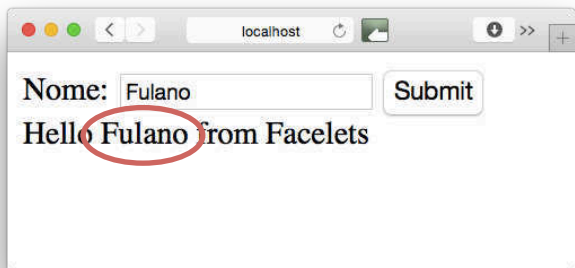 localhost
>>
+
Nome: Fulano Submit
Hello Fulano from Facelets